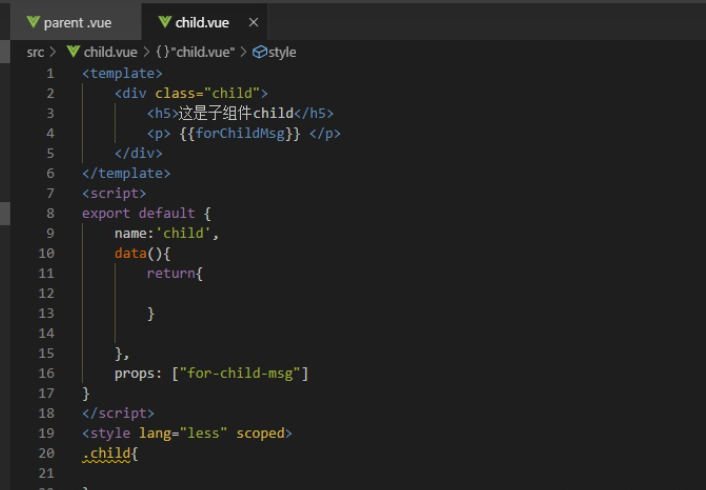 parent .vue child.vue ×
src > child.vue > {} "child.vue" > style
1 <template>
2 <div class="child">
3 <h5>这是子组件child</h5>
4 <p> {{forChildMsg}} </p>
5 </div>
6 </template>
7 <script>
8 export default {
9 name:'child',
10 data(){
11 return{
12
13 }
14
15 },
16 props: ["for-child-msg"]
17 }
18 </script>
19 <style lang="less" scoped>
20 .child{
21